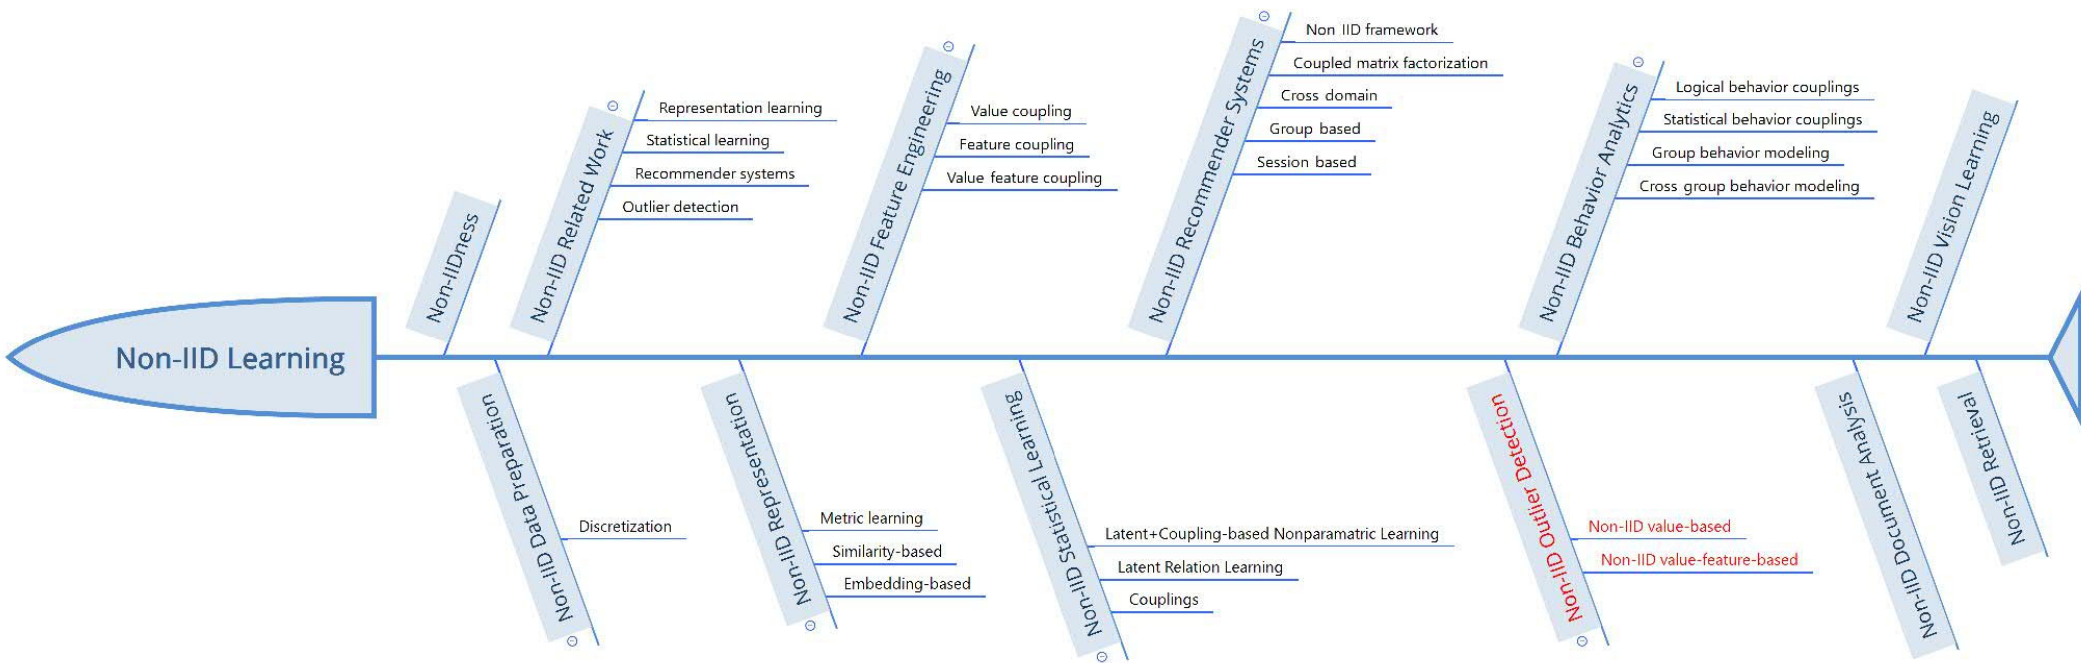 Non-IID Learning
Non-IIDness
Non-IID Related Work
Representation learning
Statistical learning
Recommender systems
Outlier detection
Non-IID Feature Engineering
Value coupling
Feature coupling
Value feature coupling
Non-IID Recommender Systems
Non IID framework
Coupled matrix factorization
Cross domain
Group based
Session based
Non-IID Behavior Analytics
Logical behavior couplings
Statistical behavior couplings
Group behavior modeling
Cross group behavior modeling
Non-IID Vision Learning
Non-IID Data Preparation
Discretization
Non-IID Representation
Metric learning
Similarity-based
Embedding-based
Non-IID Statistical Learning
Latent+Coupling-based Nonparamatric Learning
Latent Relation Learning
Couplings
Non-IID Outlier Detection
Non-IID value-based
Non-IID value-feature-based
Non-IID Document Analysis
Non-IID Retrieval